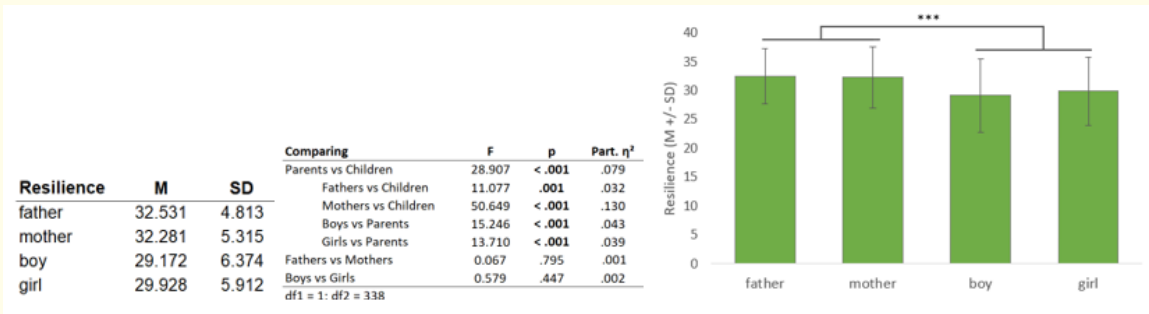 Resilience M SD
father 32.531 4.813
mother 32.281 5.315
boy 29.172 6.374
girl 29.928 5.912
Comparing F p Part. η²
Parents vs Children 28.907 < .001 .079
Fathers vs Children 11.077 .001 .032
Mothers vs Children 50.649 < .001 .130
Boys vs Parents 15.246 < .001 .043
Girls vs Parents 13.710 < .001 .039
Fathers vs Mothers 0.067 .795 .001
Boys vs Girls 0.579 .447 .002
df1 = 1; df2 = 338
***
Resilience (M +/- SD)
40
35
30
25
20
15
10
5
0
father mother boy girl